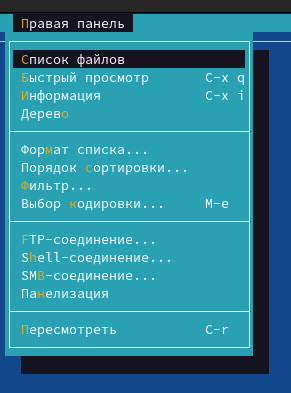 Правая панель
Список файлов
Быстрый просмотр C-x q
Информация C-x i
Дерево
Формат списка...
Порядок сортировки...
Фильтр...
Выбор кодировки... M-e
FTP-соединение...
Shell-соединение...
SMB-соединение...
Панелизация
Пересмотреть C-r